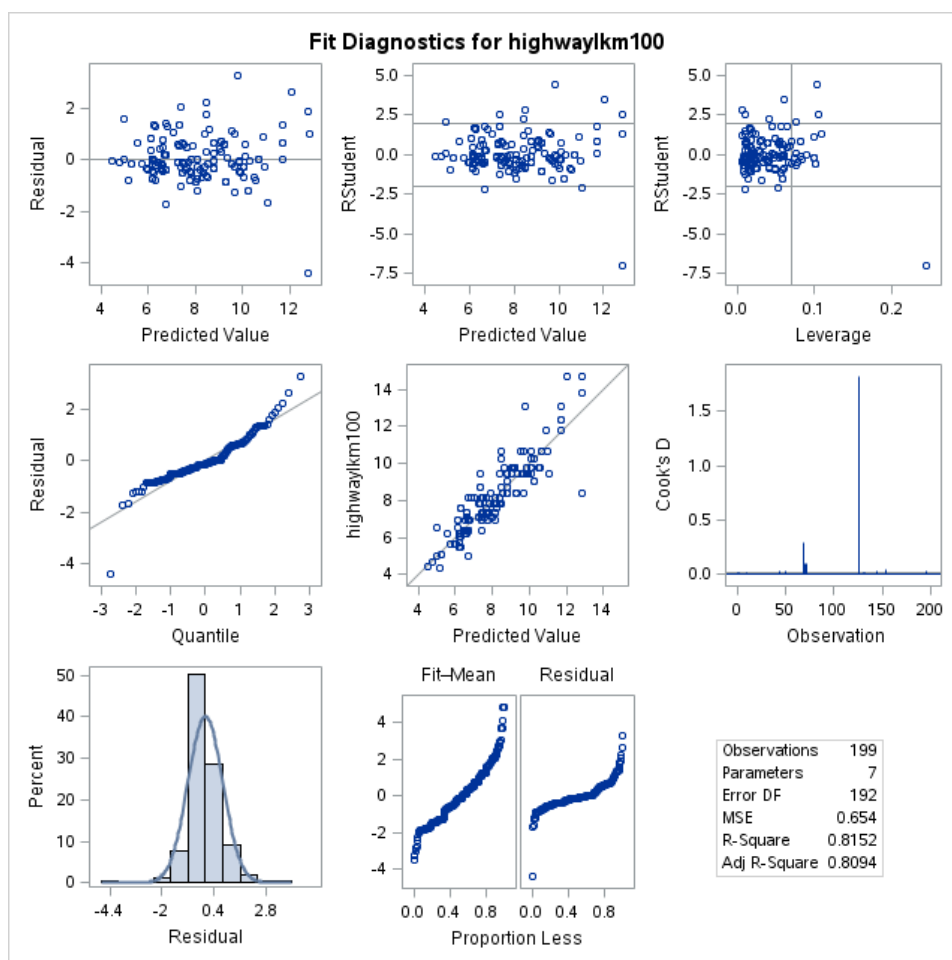 Fit Diagnostics for highwaylkm100
Residual
2
0
-2
-4
4 6 8 10 12
Predicted Value
RStudent
5.0
2.5
0.0
-2.5
-5.0
-7.5
4 6 8 10 12
Predicted Value
RStudent
5.0
2.5
0.0
-2.5
-5.0
-7.5
0.0 0.1 0.2
Leverage
Residual
2
0
-2
-4
-3 -2 -1 0 1 2 3
Quantile
highwaylkm100
14
12
10
8
6
4
4 6 8 10 12 14
Predicted Value
Cook's D
1.5
1.0
0.5
0.0
0 50 100 150 200
Observation
Percent
50
40
30
20
10
0
-4.4 -2 0.4 2.8
Residual
Fit–Mean Residual
4
2
0
-2
-4
0.0 0.4 0.8 0.0 0.4 0.8
Proportion Less
Observations 199
Parameters 7
Error DF 192
MSE 0.654
R-Square 0.8152
Adj R-Square 0.8094